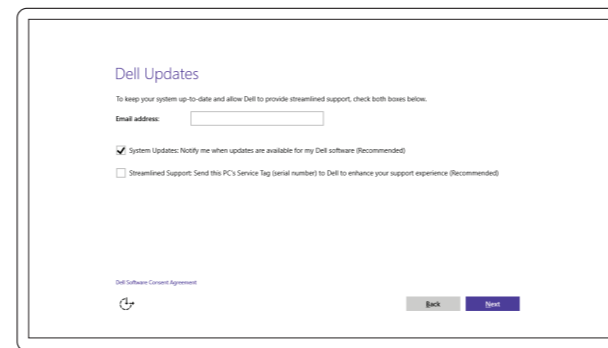 Dell Updates
To keep your system up-to-date and allow Dell to provide streamlined support, check both boxes below.
Email address:
System Updates: Notify me when updates are available for my Dell software (Recommended)
Streamlined Support: Send this PC's Service Tag (serial number) to Dell to enhance your support experience (Recommended)
Dell Software Consent Agreement
Back Next